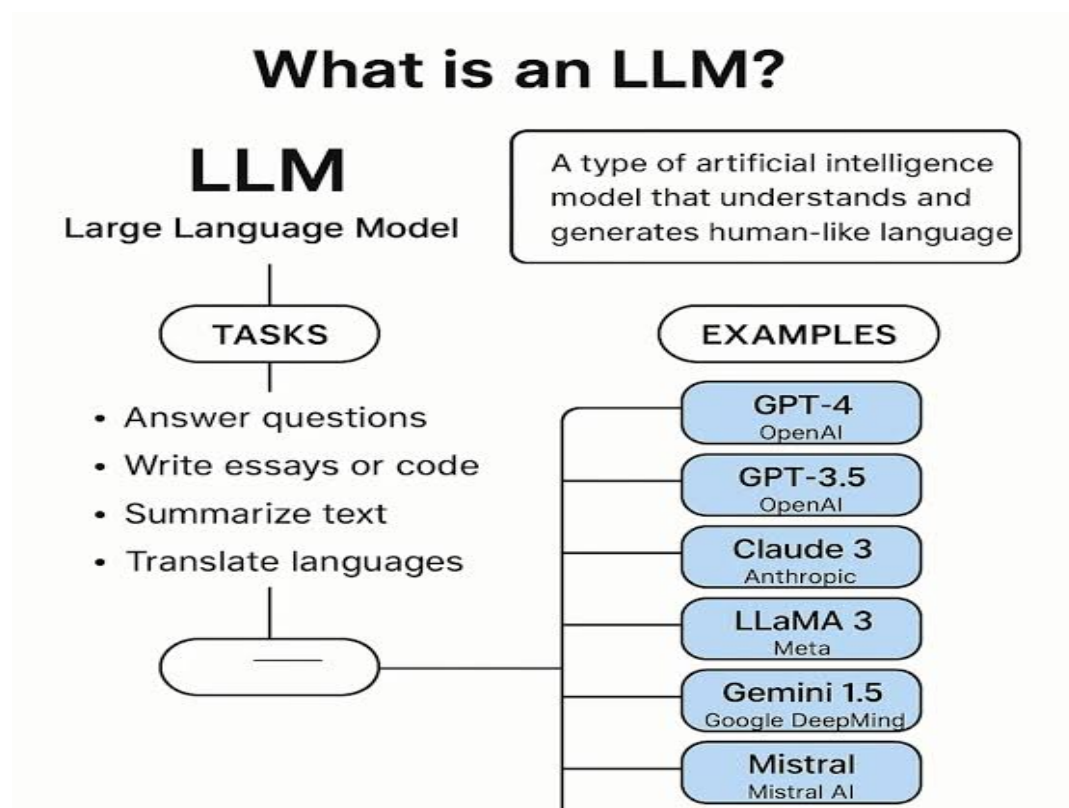 What is an LLM?
LLM
Large Language Model
A type of artificial intelligence
model that understands and
generates human-like language
TASKS
• Answer questions
• Write essays or code
• Summarize text
• Translate languages
EXAMPLES
GPT-4
OpenAI
GPT-3.5
OpenAI
Claude 3
Anthropic
LLaMA 3
Meta
Gemini 1.5
Google DeepMind
Mistral
Mistral AI